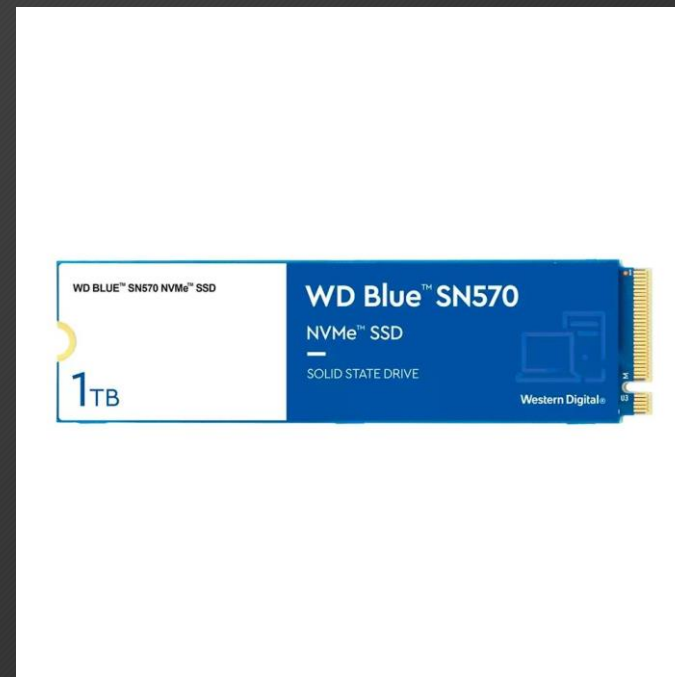 WD BLUE™ SN570 NVMe™ SSD
1TB
WD Blue™ SN570
NVMe™ SSD
SOLID STATE DRIVE
Western Digital®
M